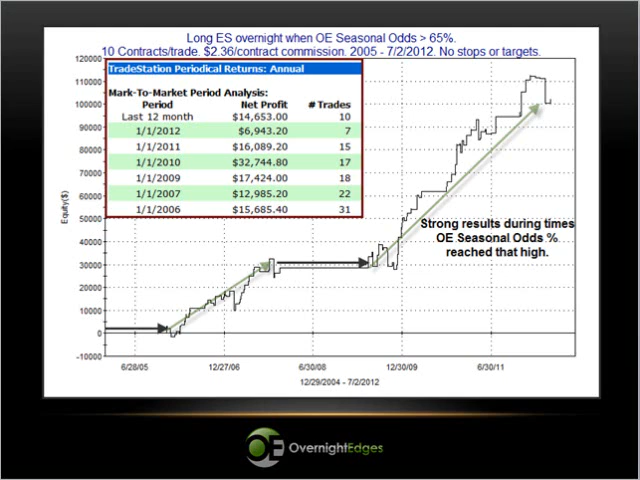 Long ES overnight when OE Seasonal Odds > 65%.
10 Contracts/trade. $2.36/contract commission. 2005 - 7/2/2012. No stops or targets.
TradeStation Periodical Returns: Annual
Mark-To-Market Period Analysis:
Period Net Profit # Trades
Last 12 month $14,653.00 10
1/1/2012 $6,943.20 7
1/1/2011 $16,089.20 15
1/1/2010 $32,744.80 17
1/1/2009 $17,424.00 18
1/1/2007 $12,985.20 22
1/1/2006 $15,685.40 31
120000
110000
100000
90000
80000
70000
60000
50000
40000
30000
20000
10000
0
-10000
Equity($)
Strong results during times
OE Seasonal Odds %
reached that high.
6/28/05 12/27/06 6/30/08 12/30/09 6/30/11
12/29/2004 - 7/2/2012
OE OvernightEdges